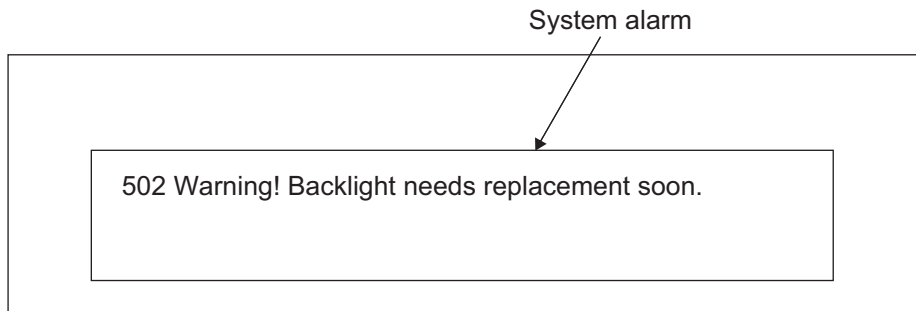 System alarm
502 Warning! Backlight needs replacement soon.